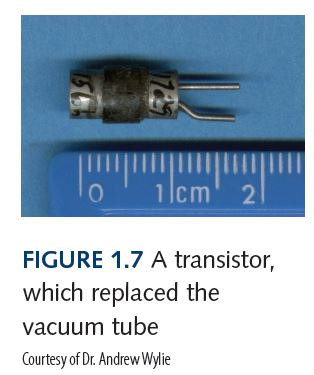 0 1 cm 2
FIGURE 1.7 A transistor,
which replaced the
vacuum tube
Courtesy of Dr. Andrew Wylie